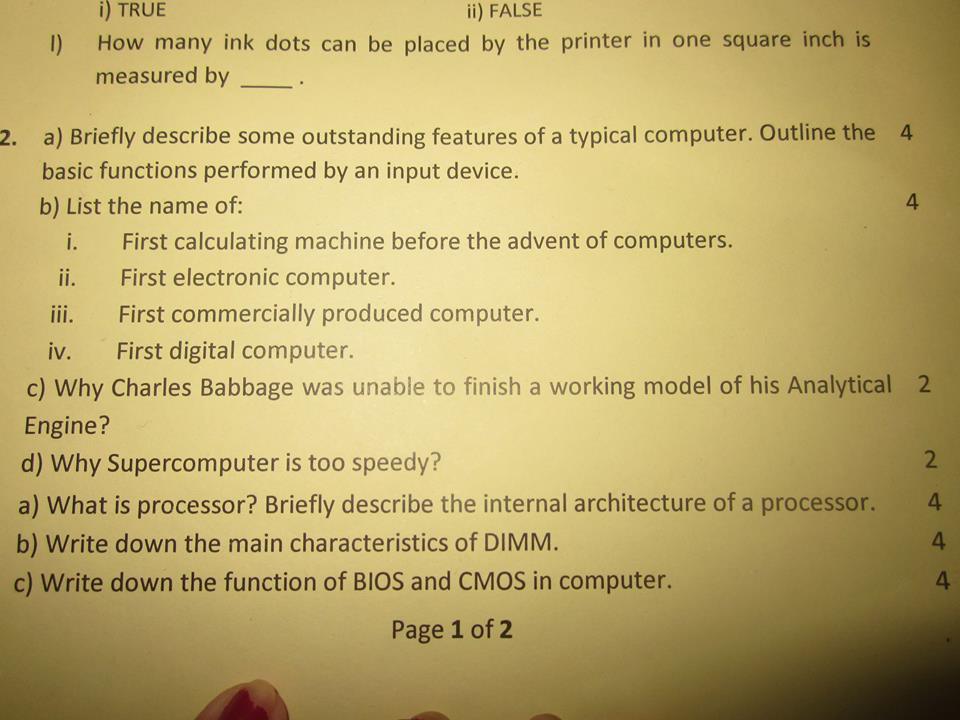 i) TRUE ii) FALSE
l) How many ink dots can be placed by the printer in one square inch is
measured by ____ .
2. a) Briefly describe some outstanding features of a typical computer. Outline the 4
basic functions performed by an input device.
b) List the name of: 4
i. First calculating machine before the advent of computers.
ii. First electronic computer.
iii. First commercially produced computer.
iv. First digital computer.
c) Why Charles Babbage was unable to finish a working model of his Analytical 2
Engine?
d) Why Supercomputer is too speedy? 2
a) What is processor? Briefly describe the internal architecture of a processor. 4
b) Write down the main characteristics of DIMM. 4
c) Write down the function of BIOS and CMOS in computer. 4
Page 1 of 2